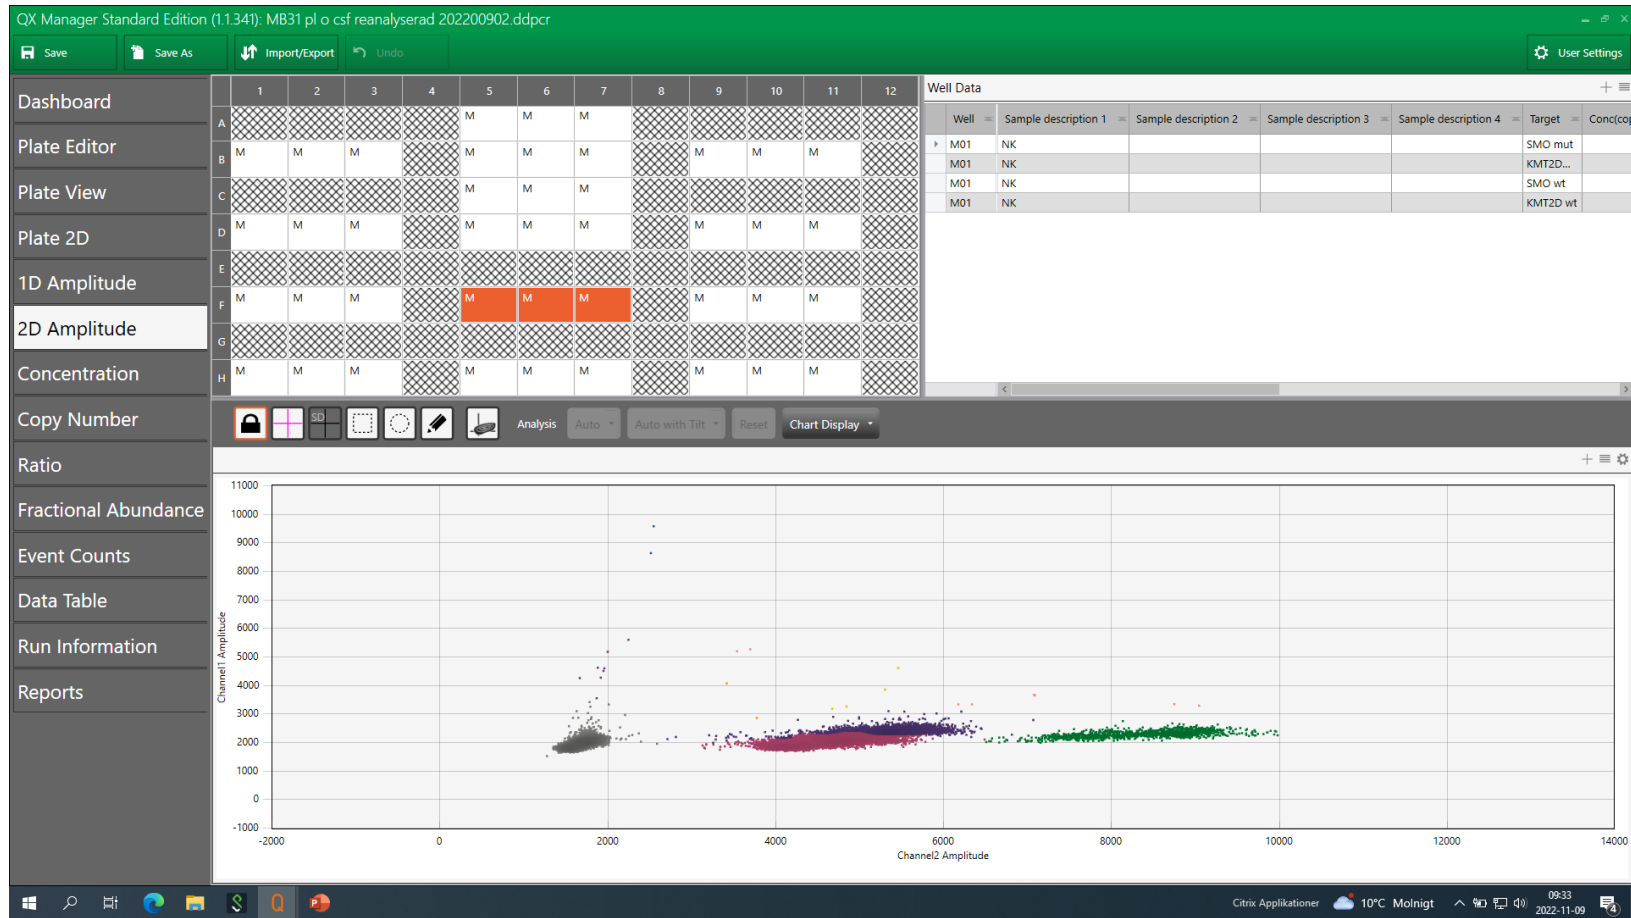 QX Manager Standard Edition (1.1.341): MB31 pl o csf reanalyserad 202200902.ddpcr
Save
Save As
Import/Export
Undo
User Settings
Dashboard
Plate Editor
Plate View
Plate 2D
1D Amplitude
2D Amplitude
Concentration
Copy Number
Ratio
Fractional Abundance
Event Counts
Data Table
Run Information
Reports
1 2 3 4 5 6 7 8 9 10 11 12
A M M M
B M M M M M M M M M
C M M M
D M M M M M M M M M
E
F M M M M M M M M M
G
H M M M M M M M M M
Well Data
Well Sample description 1 Sample description 2 Sample description 3 Sample description 4 Target Conc(cop
M01 NK SMO mut
M01 NK KMT2D...
M01 NK SMO wt
M01 NK KMT2D wt
SD
Analysis
Auto
Auto with Tilt
Reset
Chart Display
Channel1 Amplitude
11000
10000
9000
8000
7000
6000
5000
4000
3000
2000
1000
0
-1000
-2000 0 2000 4000 6000 8000 10000 12000 14000
Channel2 Amplitude
Citrix Applikationer
10°C Molnigt
09:33
2022-11-09
4